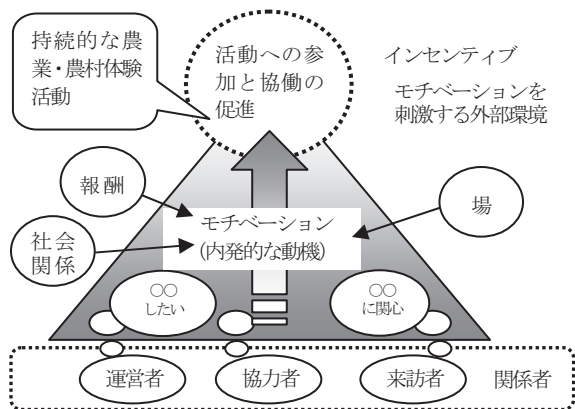 持続的な農
業・農村体験
活動
活動への参
加と協働の
促進
インセンティブ
モチベーションを
刺激する外部環境
報酬
場
社会
関係
モチベーション
(内発的な動機)
○○
したい
○○
に関心
運営者
協力者
来訪者
関係者